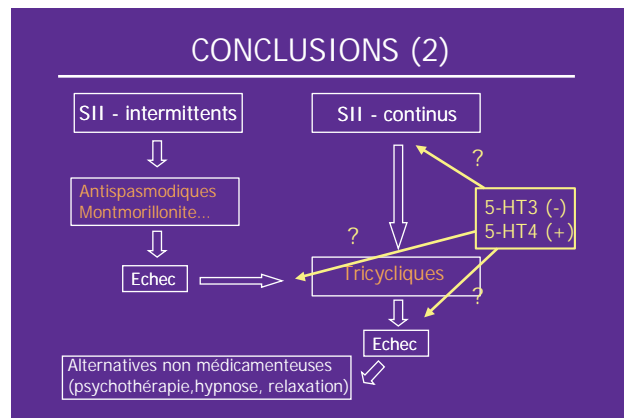 CONCLUSIONS (2)
SII - intermittents
SII - continus
?
Antispasmodiques
Montmorillonite...
5-HT3 (-)
5-HT4 (+)
?
Echec
Tricycliques
?
Echec
Alternatives non médicamenteuses
(psychothérapie,hypnose, relaxation)